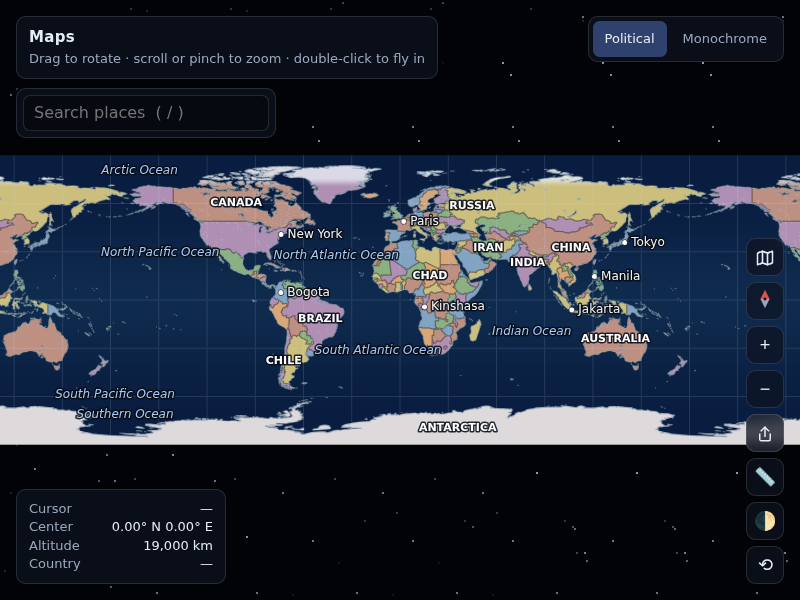 Maps
Drag to rotate · scroll or pinch to zoom · double-click to fly in
Political Monochrome
Search places ( / )
Arctic Ocean
CANADA
RUSSIA
New York
Paris
Tokyo
North Pacific Ocean
North Atlantic Ocean
IRAN
CHINA
INDIA
CHAD
Manila
Bogota
Kinshasa
Jakarta
BRAZIL
Indian Ocean
AUSTRALIA
CHILE
South Atlantic Ocean
South Pacific Ocean
Southern Ocean
ANTARCTICA
+
−
Cursor —
Center 0.00° N 0.00° E
Altitude 19,000 km
Country —